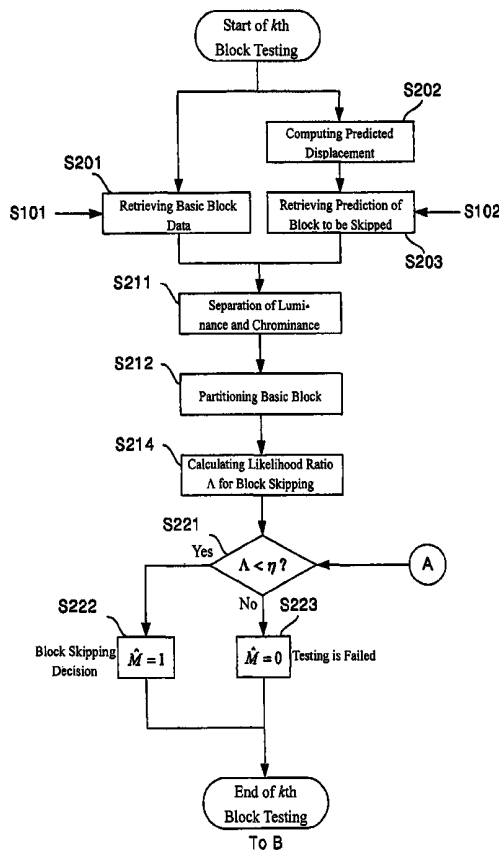 Start of kth
Block Testing
S202
Computing Predicted
Displacement
S201
S101
Retrieving Basic Block
Data
Retrieving Prediction of
Block to be Skipped
S102
S203
S211
Separation of Lumi-
nance and Chrominance
S212
Partitioning Basic Block
S214
Calculating Likelihood Ratio
Λ for Block Skipping
S221
Yes
Λ < η ?
A
No
S222
S223
Block Skipping
Decision
M̂ = 1
M̂ = 0
Testing is Failed
End of kth
Block Testing
To B